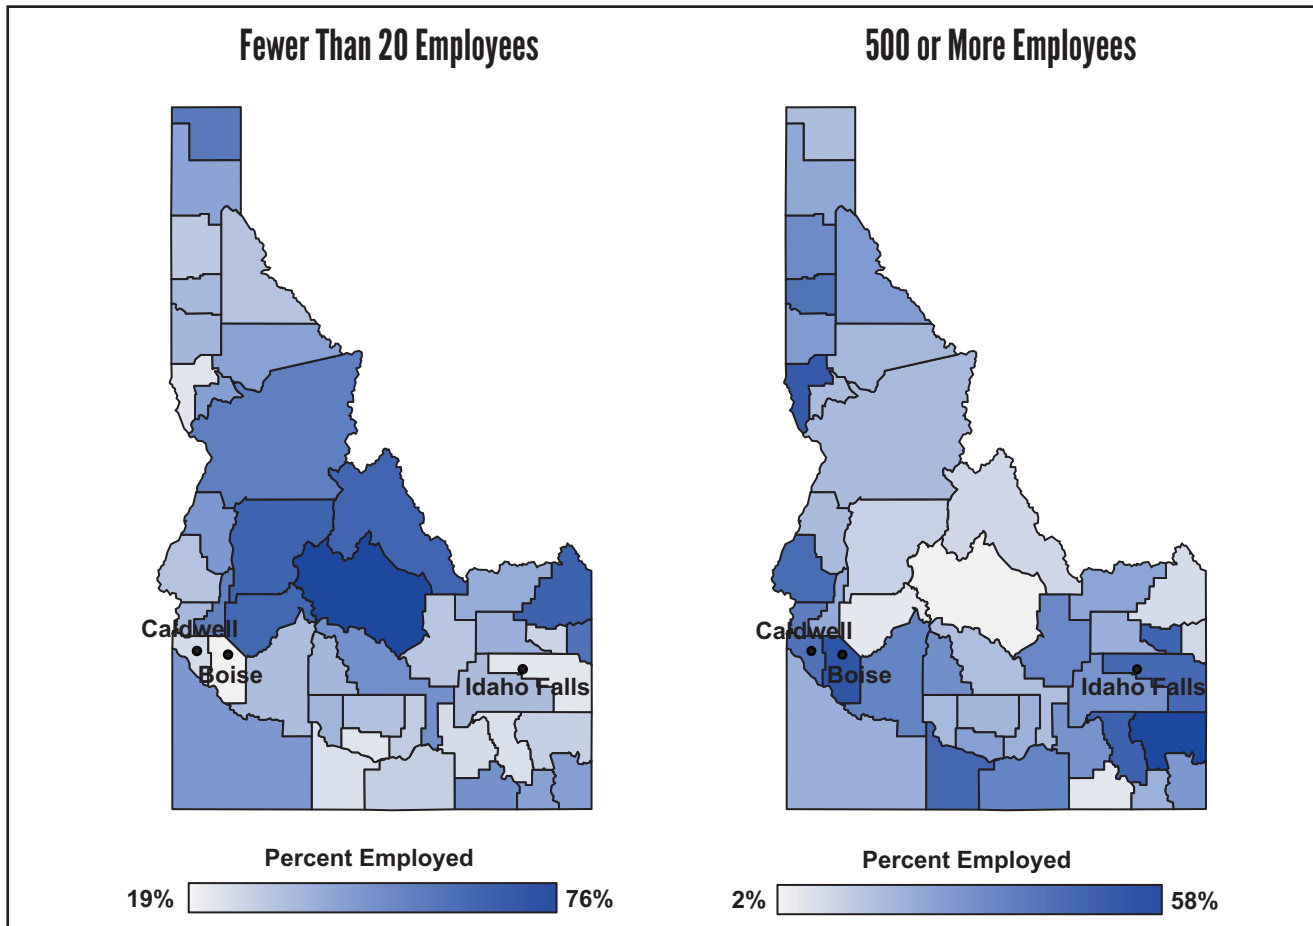 Fewer Than 20 Employees
500 or More Employees
Caldwell
Boise
Idaho Falls
Caldwell
Boise
Idaho Falls
Percent Employed
19%
76%
Percent Employed
2%
58%